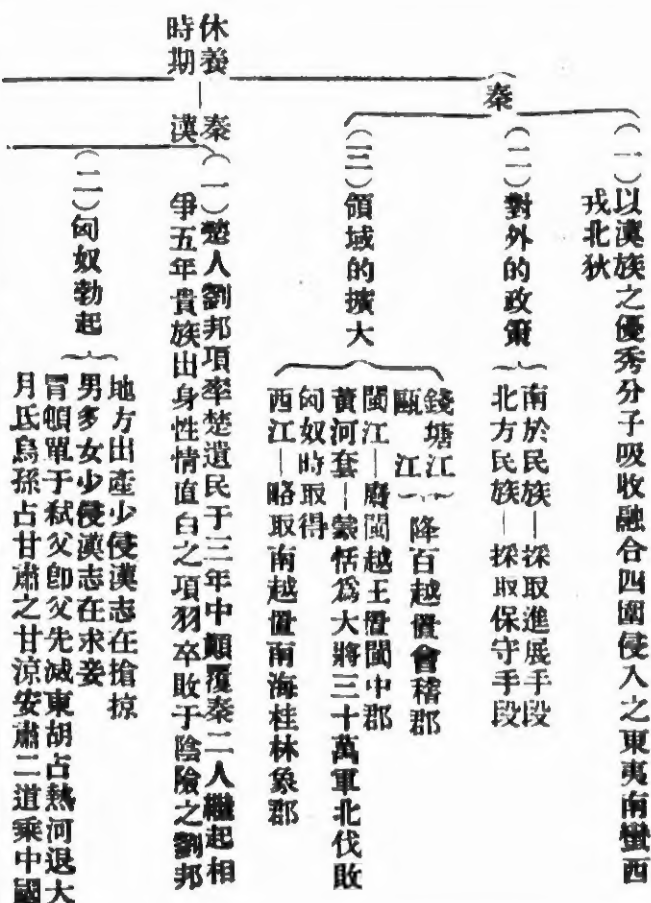 休養
時期
秦
（一）以漢族之優秀分子吸收融合四圍侵入之東夷南蠻西
戎北狄
（二）對外的政策
南於民族—採取進展手段
北方民族—採取保守手段
（三）領域的擴大
錢塘江
甌江
降百越置會稽郡
閩江—廢閩越王置閩中郡
黃河套—蒙恬爲大將三十萬軍北伐敗
匈奴時取得
西江—略取南越置南海桂林象郡
秦
漢
（一）楚人劉邦項率楚遺民于三年中顚覆秦二人繼起相
爭五年貴族出身性情直白之項羽卒敗于陰險之劉邦
（二）匈奴勃起
地方出產少侵漢志在搶掠
男多女少侵漢志在求妾
冒頓單于弒父卽父先滅東胡占熱河退大
月氏烏孫占甘肅之甘涼安肅二道乘中國